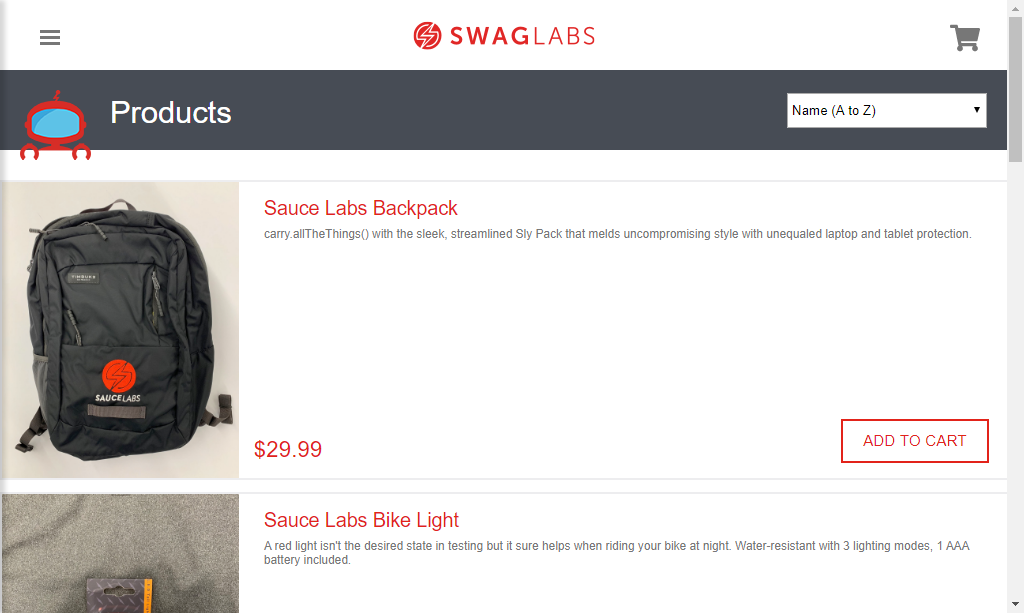 SWAGLABS
Products
Name (A to Z)
Sauce Labs Backpack
carry.allTheThings() with the sleek, streamlined Sly Pack that melds uncompromising style with unequaled laptop and tablet protection.
TIMBUK2
SAUCELABS
$29.99
ADD TO CART
Sauce Labs Bike Light
A red light isn't the desired state in testing but it sure helps when riding your bike at night. Water-resistant with 3 lighting modes, 1 AAA
battery included.